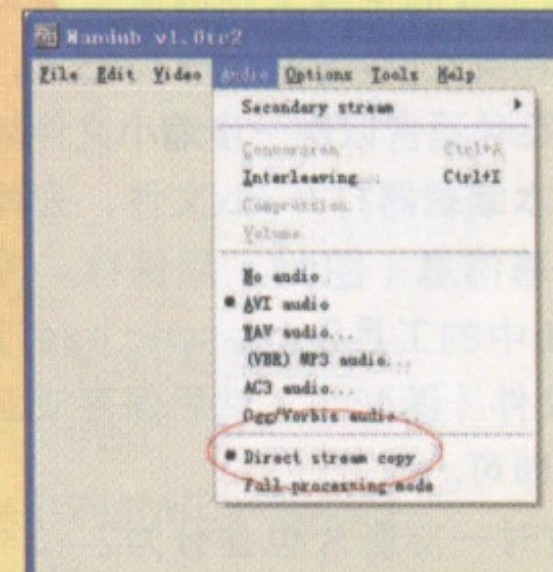 Nandub v1.0rc2
File Edit Video Audio Options Tools Help
Secondary stream
Conversion Ctrl+A
Interleaving... Ctrl+I
Compression
Volume
No audio
AVI audio
WAV audio...
(VBR) MP3 audio...
AC3 audio...
Ogg/Vorbis audio
Direct stream copy
Full processing mode